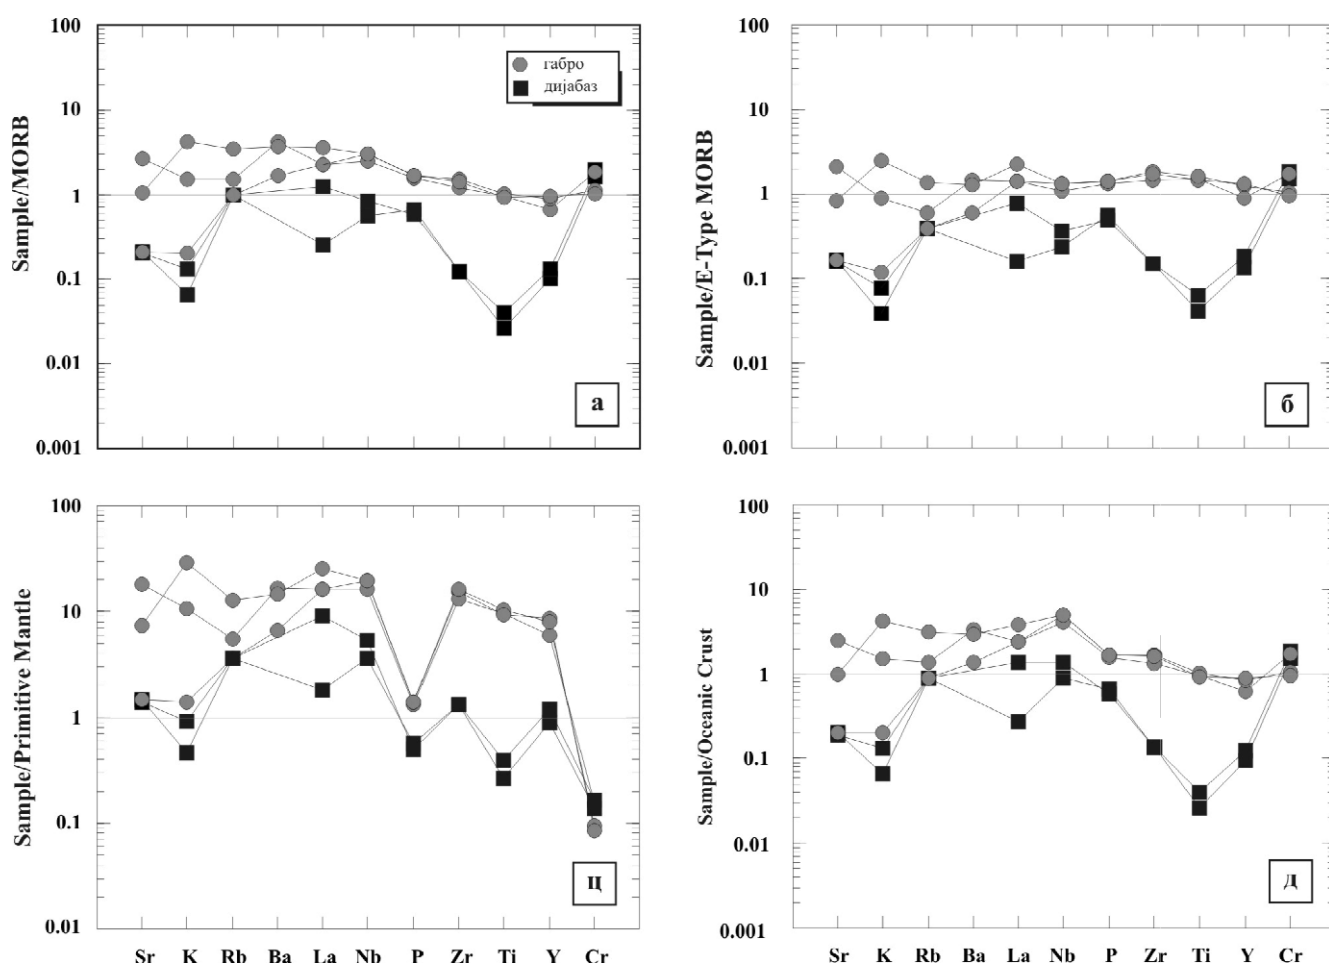 100
10
1
0.1
0.01
0.001
Sample/MORB
габро
дијабаз
а
100
10
1
0.1
0.01
0.001
Sample/E-Type MORB
б
100
10
1
0.1
0.01
Sample/Primitive Mantle
ц
Sr K Rb Ba La Nb P Zr Ti Y Cr
100
10
1
0.1
0.01
0.001
Sample/Oceanic Crust
д
Sr K Rb Ba La Nb P Zr Ti Y Cr